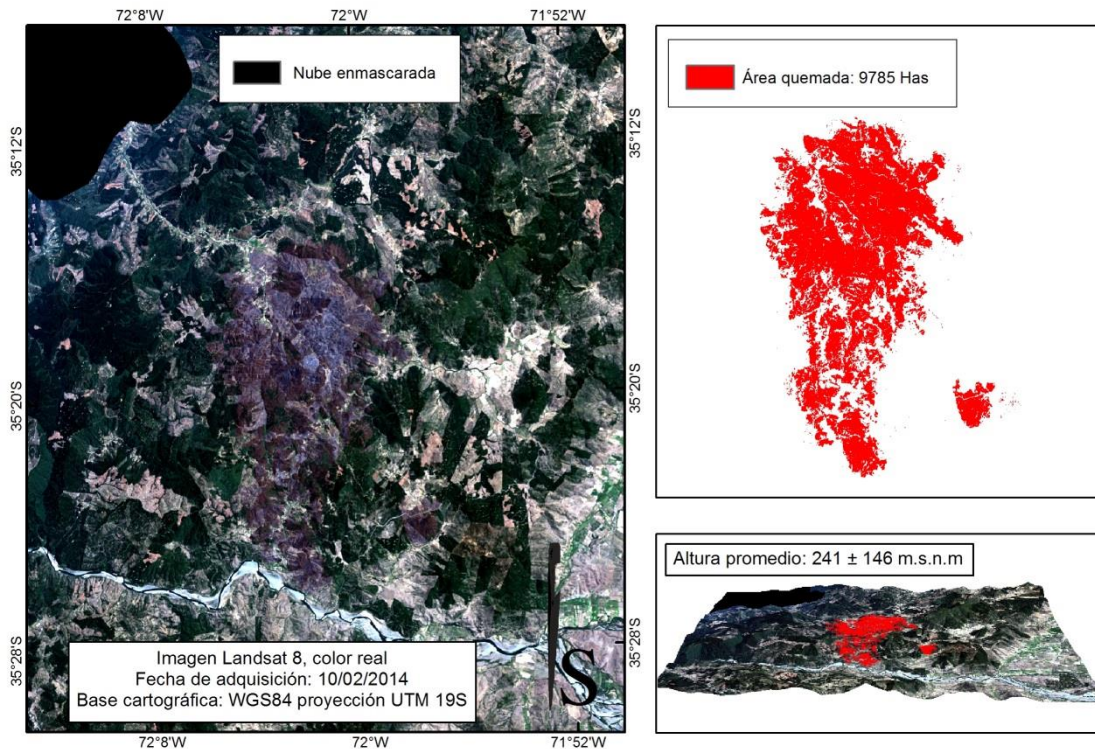 72°8'W 72°W 71°52'W
Nube enmascarada
35°12'S
35°20'S
35°28'S
35°12'S
35°20'S
35°28'S
Imagen Landsat 8, color real
Fecha de adquisición: 10/02/2014
Base cartográfica: WGS84 proyección UTM 19S
S
72°8'W 72°W 71°52'W
Área quemada: 9785 Has
Altura promedio: 241 ± 146 m.s.n.m